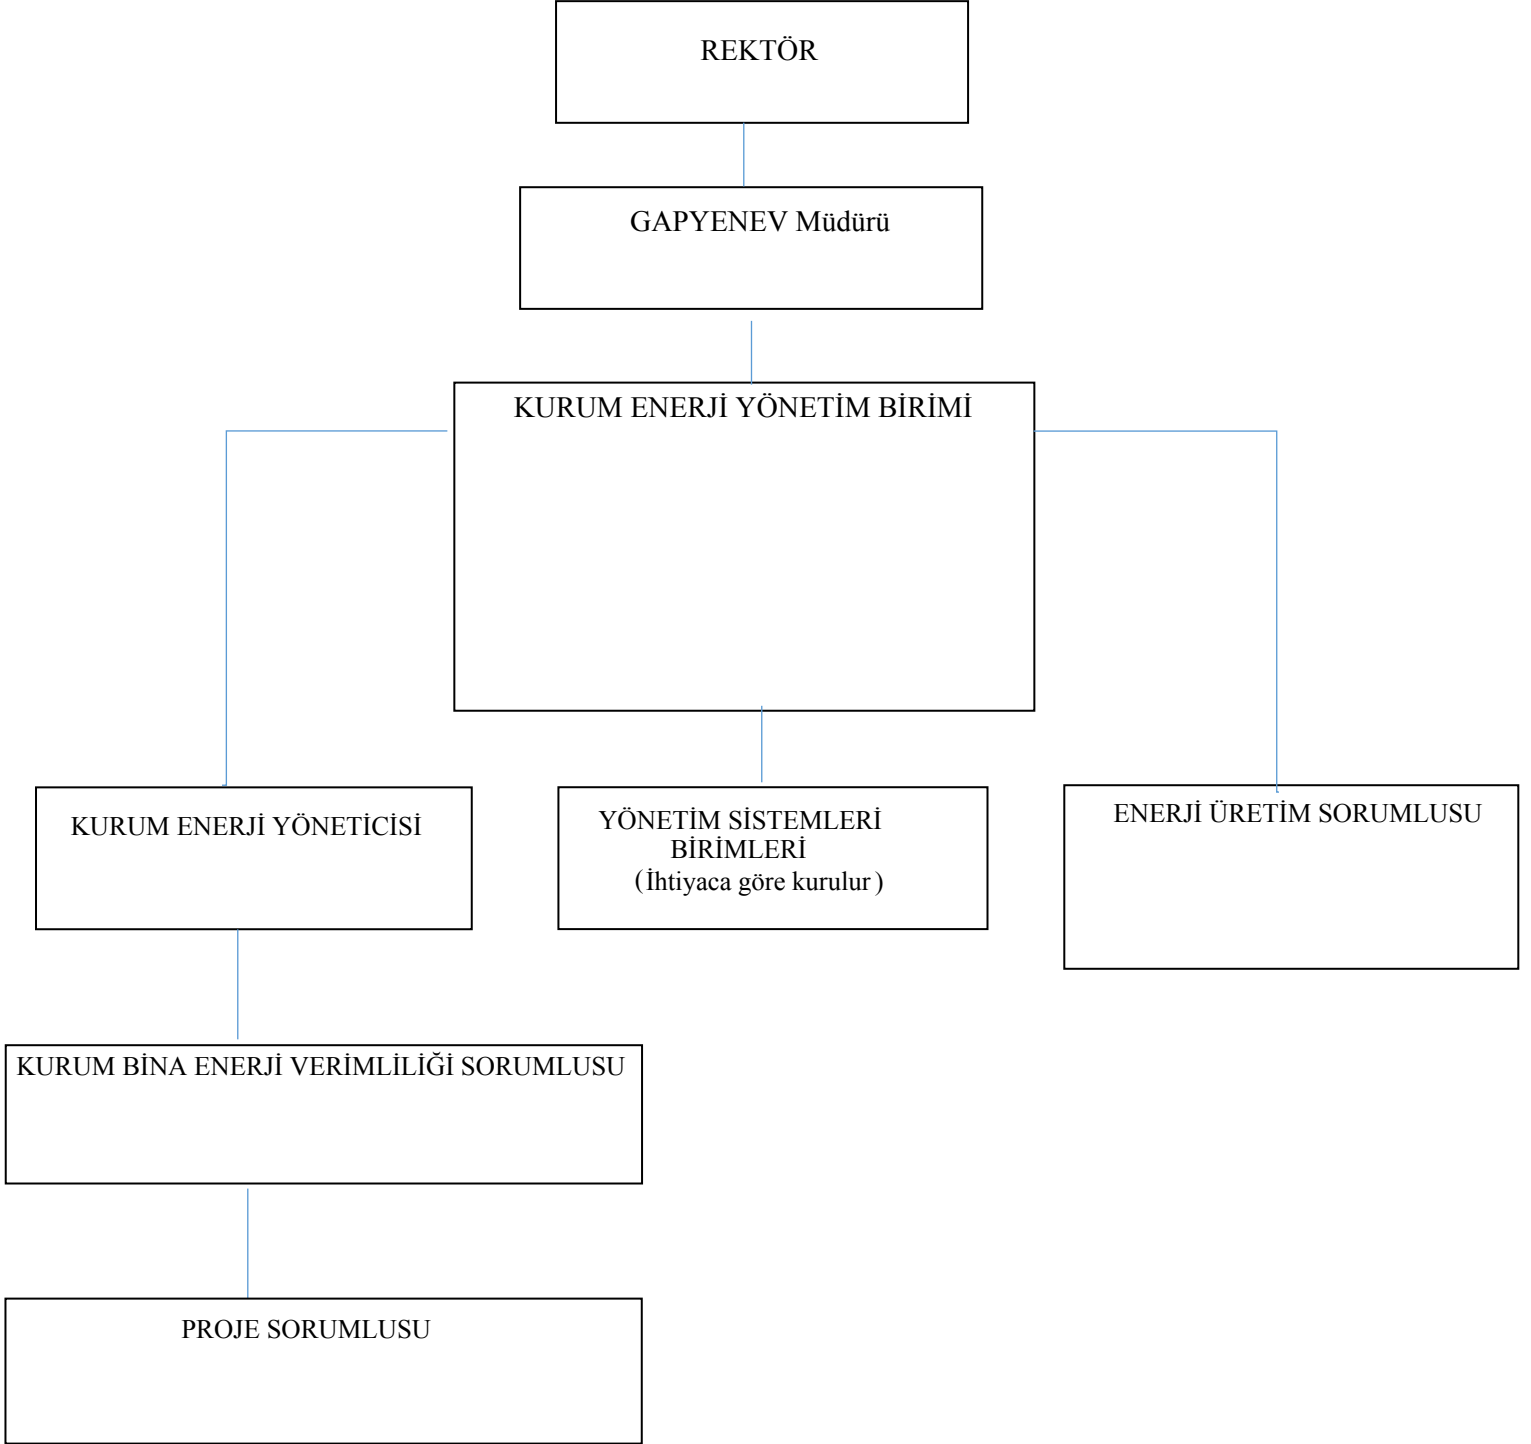 REKTÖR
GAPYENEV Müdürü
KURUM ENERJİ YÖNETİM BİRİMİ
KURUM ENERJİ YÖNETİCİSİ
YÖNETİM SİSTEMLERİ
BİRİMLERİ
(İhtiyaca göre kurulur)
ENERJİ ÜRETİM SORUMLUSU
KURUM BİNA ENERJİ VERİMLİLİĞİ SORUMLUSU
PROJE SORUMLUSU